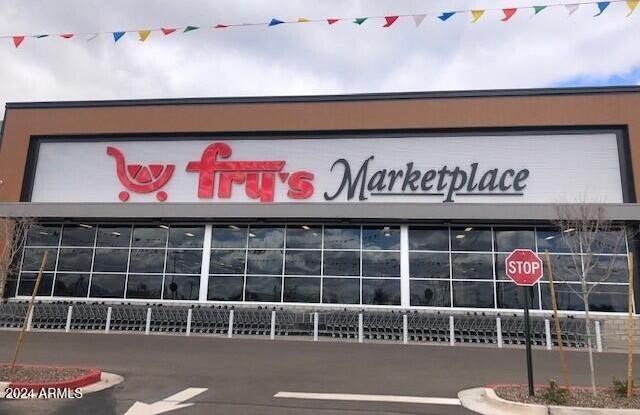 fry's Marketplace
STOP
2024 ARMLS